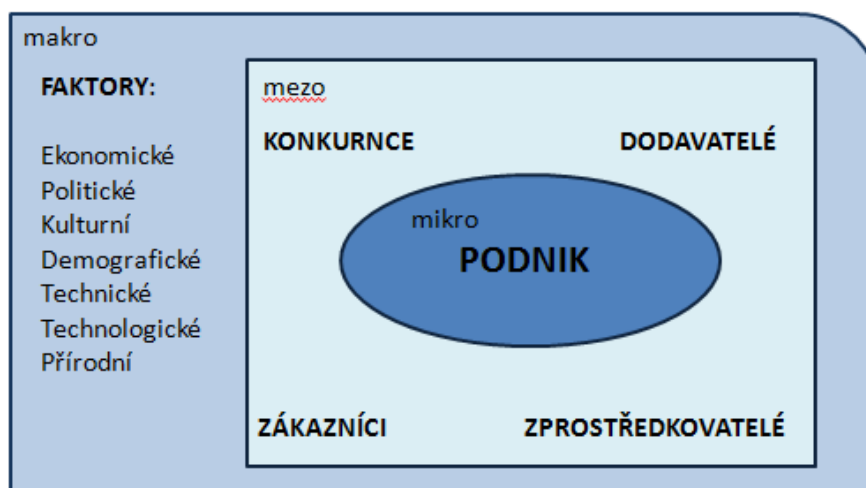 makro
FAKTORY:
Ekonomické
Politické
Kulturní
Demografické
Technické
Technologické
Přírodní
mezo
KONKURNCE
DODAVATELÉ
mikro
PODNIK
ZÁKAZNÍCI
ZPROSTŘEDKOVATELÉ